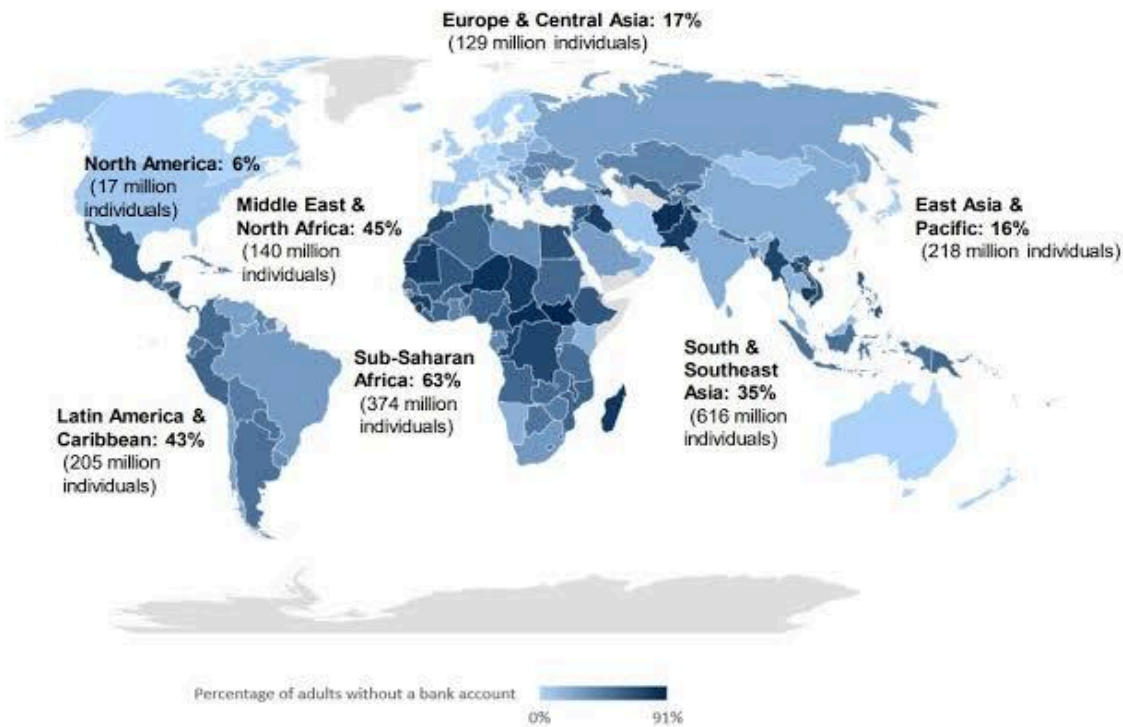 Europe & Central Asia: 17%
(129 million individuals)
North America: 6%
(17 million
individuals)
Middle East &
North Africa: 45%
(140 million
individuals)
East Asia &
Pacific: 16%
(218 million individuals)
Sub-Saharan
Africa: 63%
(374 million
individuals)
South &
Southeast
Asia: 35%
(616 million
individuals)
Latin America &
Caribbean: 43%
(205 million
individuals)
Percentage of adults without a bank account
0%
91%